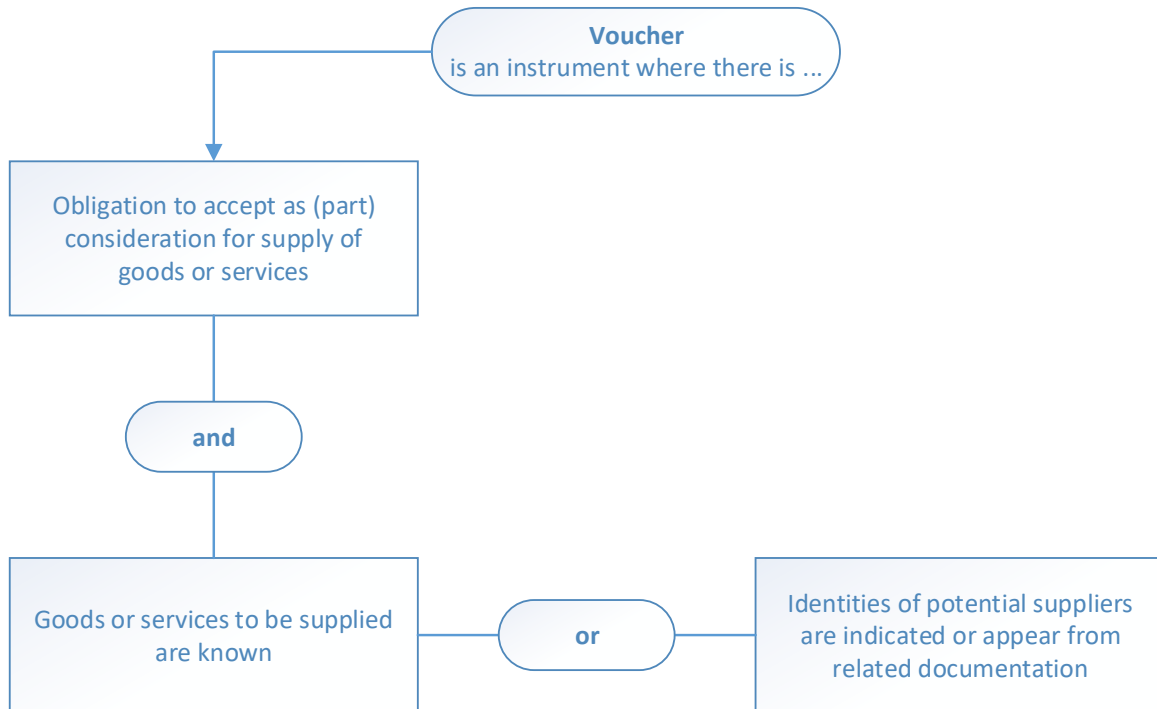 Voucher
is an instrument where there is ...
Obligation to accept as (part)
consideration for supply of
goods or services
and
Goods or services to be supplied
are known
or
Identities of potential suppliers
are indicated or appear from
related documentation